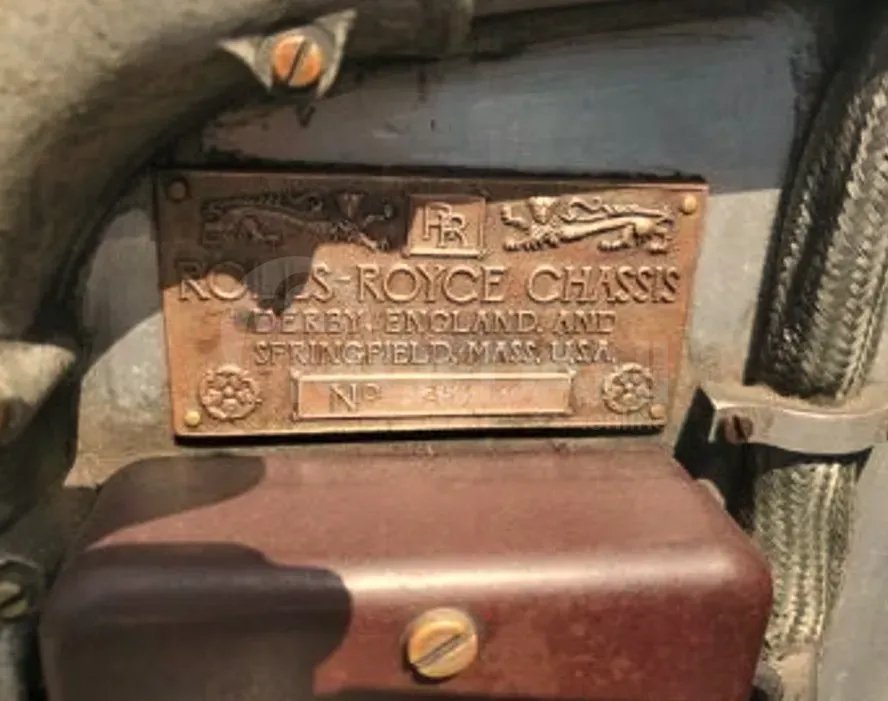 RR
ROLLS-ROYCE CHASSIS
DERBY, ENGLAND, AND
SPRINGFIELD, MASS, U.S.A.
No